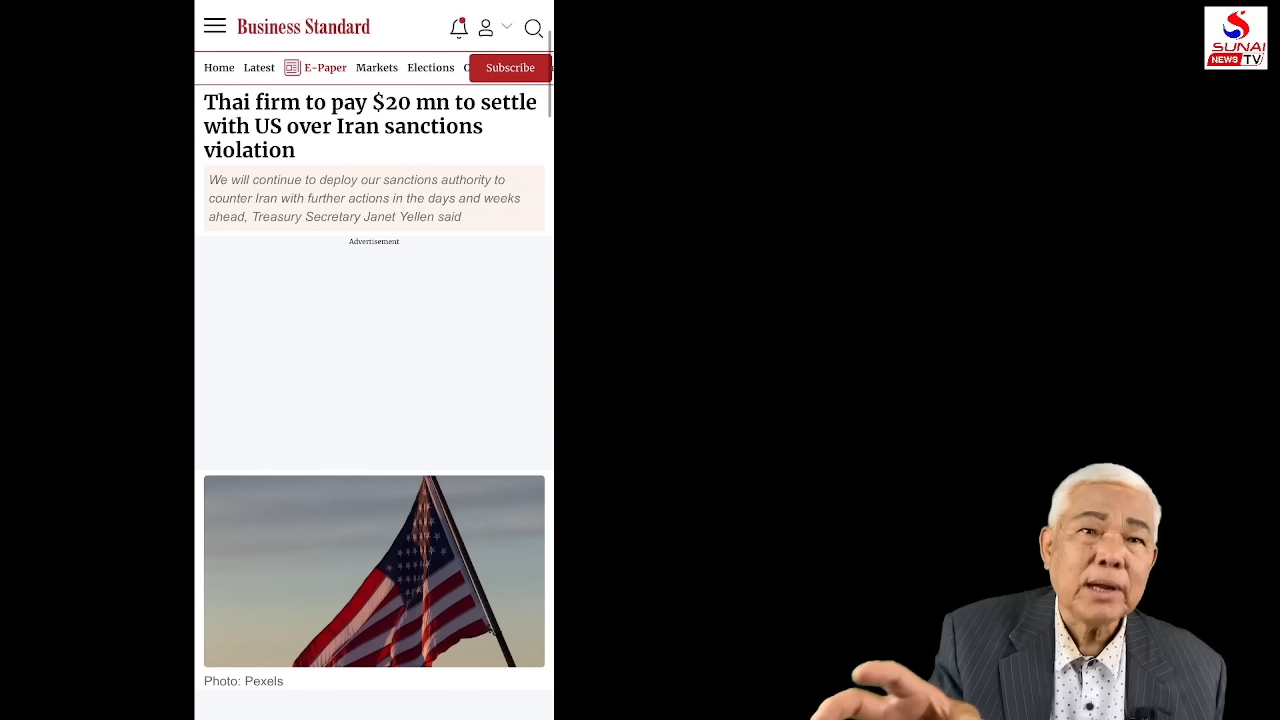 Business Standard
Home Latest E-Paper Markets Elections Subscribe
Thai firm to pay $20 mn to settle
with US over Iran sanctions
violation
We will continue to deploy our sanctions authority to
counter Iran with further actions in the days and weeks
ahead, Treasury Secretary Janet Yellen said
Advertisement
Photo: Pexels
SUNAI
NEWS TV